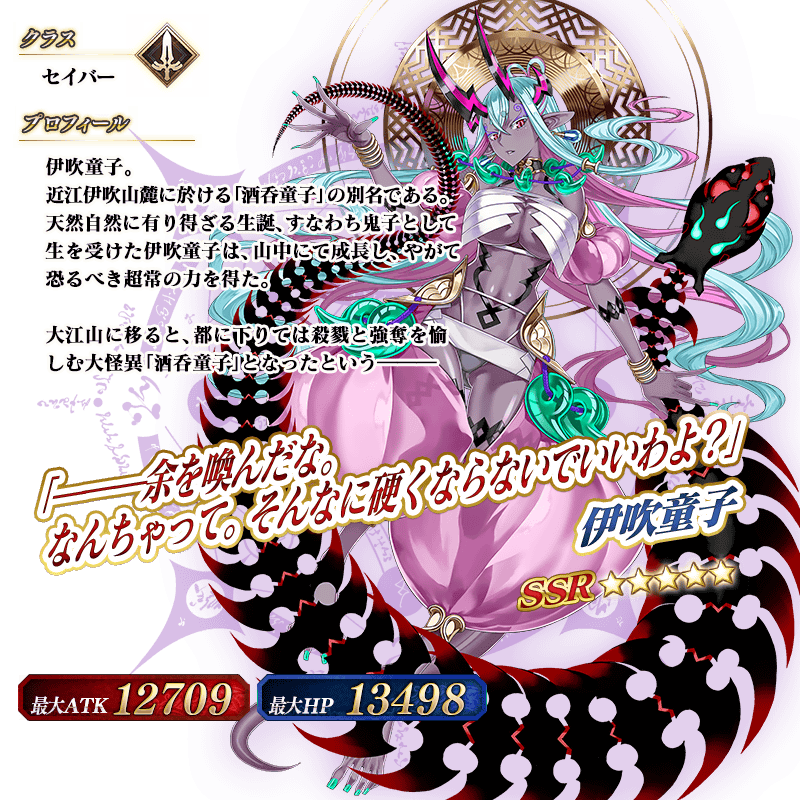 クラス
セイバー
プロフィール
伊吹童子。
近江伊吹山麓に於ける「酒呑童子」の別名である。
天然自然に有り得ざる生誕、すなわち鬼子として
生を受けた伊吹童子は、山中にて成長し、やがて
恐るべき超常の力を得た。
大江山に移ると、都に下りては殺戮と強奪を愉
しむ大怪異「酒呑童子」となったという───
「───余を喚んだな。
なんちゃって。そんなに硬くならないでいいわよ？」
伊吹童子
SSR ★★★★★
最大ATK 12709
最大HP 13498